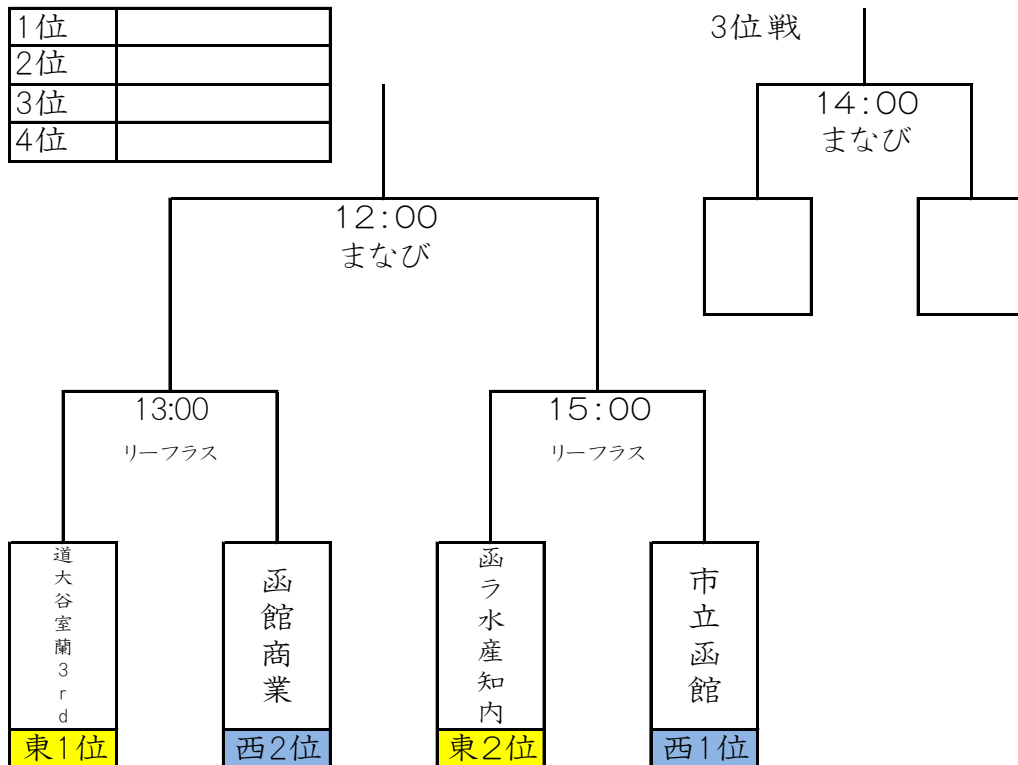 1位
2位
3位
4位
3位戦
14:00
まなび
12:00
まなび
13:00
リーフラス
15:00
リーフラス
道大谷室蘭3rd
函館商業
函ラ水産知内
市立函館
東1位
西2位
東2位
西1位